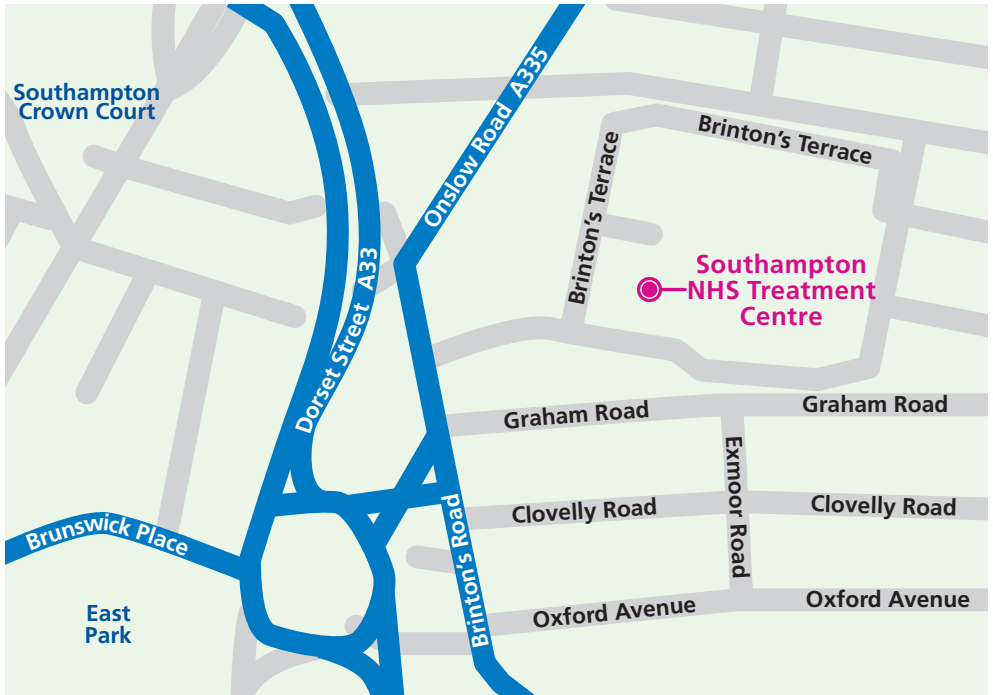 Southampton
Crown Court
Onslow Road A335
Brinton's Terrace
Brinton's Terrace
Southampton
NHS Treatment
Centre
Dorset Street A33
Graham Road
Graham Road
Exmoor Road
Clovelly Road
Clovelly Road
Brunswick Place
Brinton's Road
East
Park
Oxford Avenue
Oxford Avenue